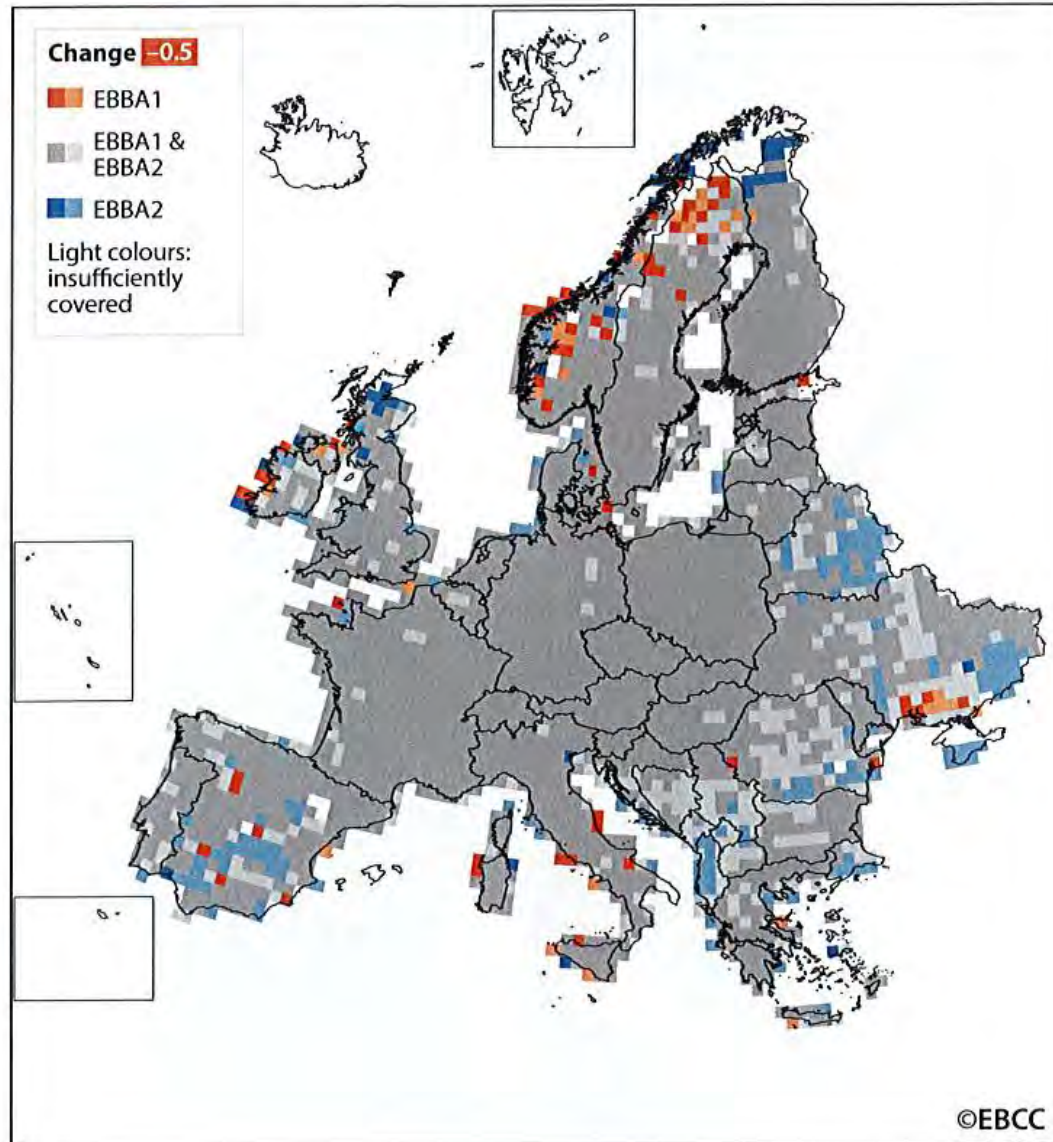 Change −0.5
EBBA1
EBBA1 &
EBBA2
EBBA2
Light colours:
insufficiently
covered
©EBCC